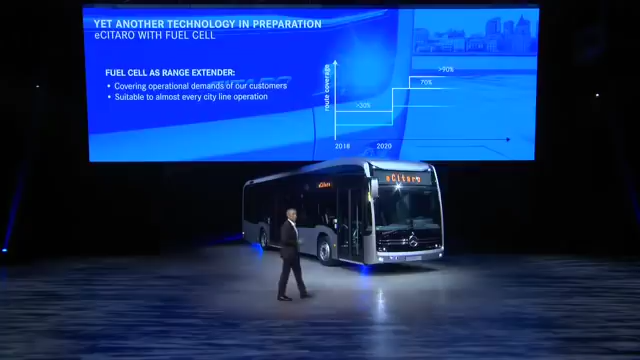 YET ANOTHER TECHNOLOGY IN PREPARATION
eCITARO WITH FUEL CELL
FUEL CELL AS RANGE EXTENDER:
• Covering operational demands of our customers
• Suitable to almost every city line operation
route coverage
>90%
70%
>30%
2018
2020
eCitaro